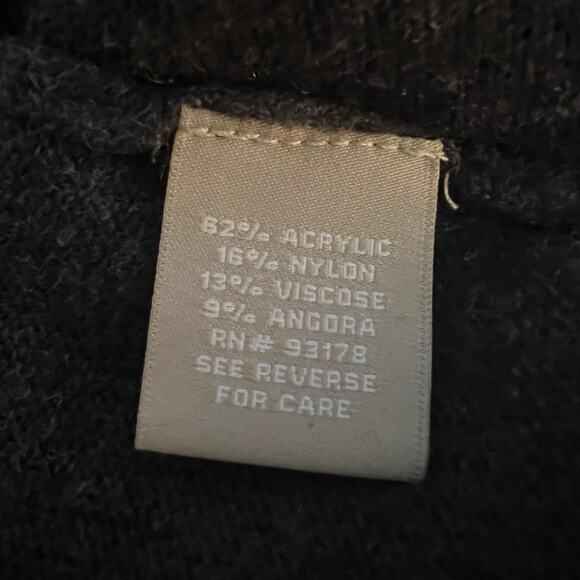 62% ACRYLIC
16% NYLON
13% VISCOSE
9% ANGORA
RN# 93178
SEE REVERSE
FOR CARE